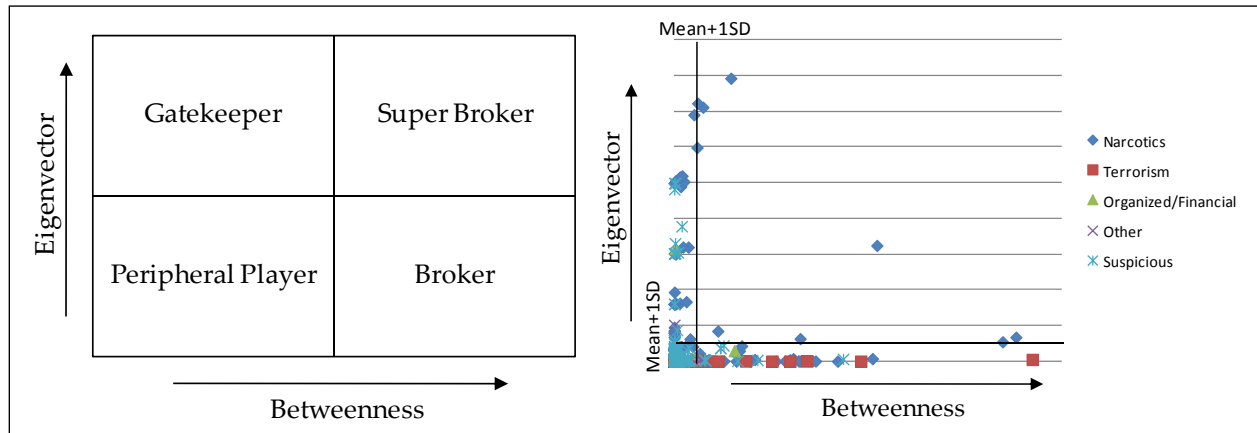 Eigenvector
Gatekeeper
Super Broker
Peripheral Player
Broker
Betweenness
Mean+1SD
Eigenvector
Mean+1SD
Betweenness
Narcotics
Terrorism
Organized/Financial
Other
Suspicious